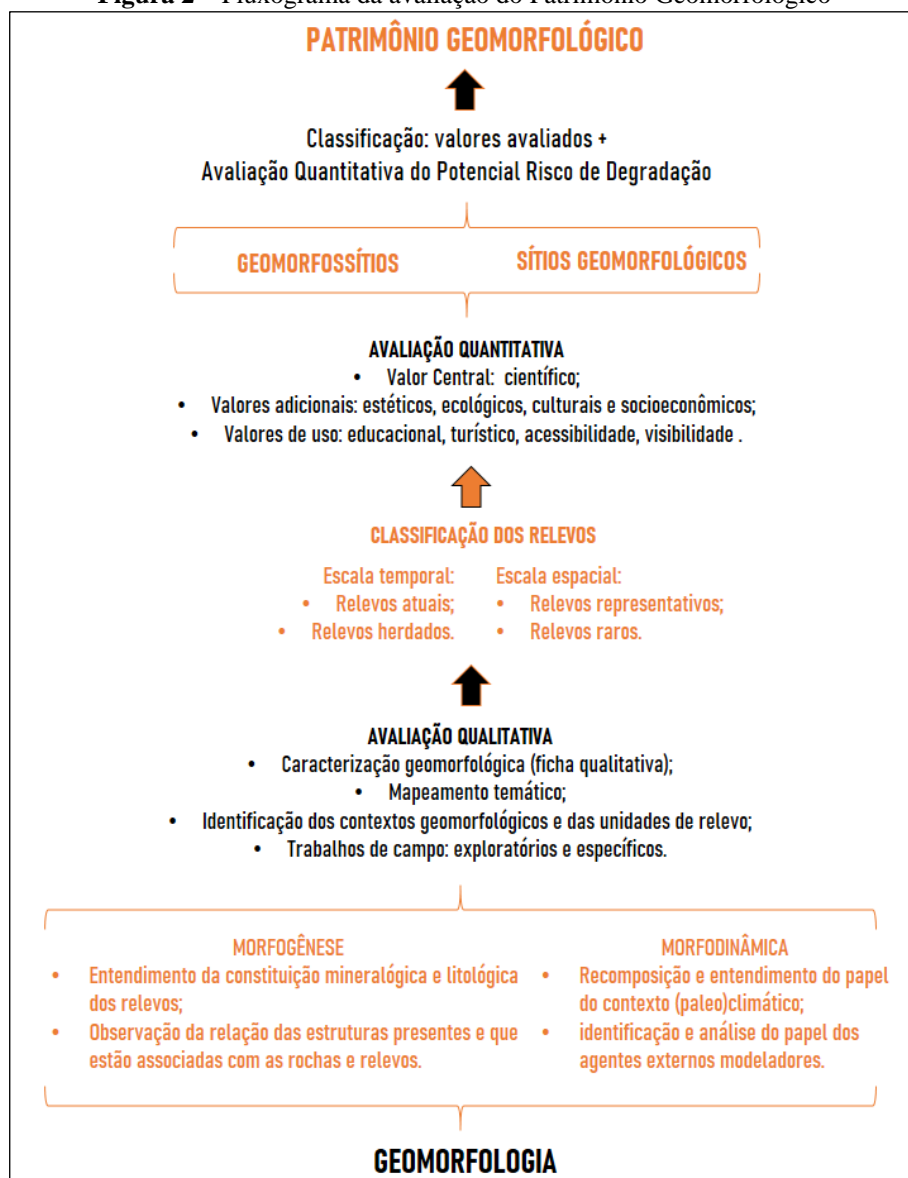 Figura 2 – Fluxograma da avaliação do Patrimônio Geomorfológico
PATRIMÔNIO GEOMORFOLÓGICO
Classificação: valores avaliados +
Avaliação Quantitativa do Potencial Risco de Degradação
GEOMORFOSSÍTIOS
SÍTIOS GEOMORFOLÓGICOS
AVALIAÇÃO QUANTITATIVA
• Valor Central: científico;
• Valores adicionais: estéticos, ecológicos, culturais e socioeconômicos;
• Valores de uso: educacional, turístico, acessibilidade, visibilidade .
CLASSIFICAÇÃO DOS RELEVOS
Escala temporal:
• Relevos atuais;
• Relevos herdados.
Escala espacial:
• Relevos representativos;
• Relevos raros.
AVALIAÇÃO QUALITATIVA
• Caracterização geomorfológica (ficha qualitativa);
• Mapeamento temático;
• Identificação dos contextos geomorfológicos e das unidades de relevo;
• Trabalhos de campo: exploratórios e específicos.
MORFOGÊNESE
• Entendimento da constituição mineralógica e litológica
dos relevos;
• Observação da relação das estruturas presentes e que
estão associadas com as rochas e relevos.
MORFODINÂMICA
• Recomposição e entendimento do papel
do contexto (paleo)climático;
• identificação e análise do papel dos
agentes externos modeladores.
GEOMORFOLOGIA